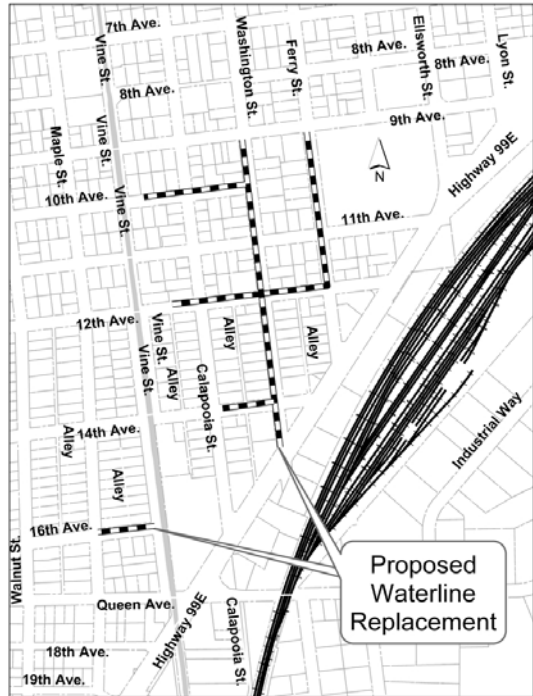 7th Ave.
Vine St.
Washington St.
Ferry St.
Ellsworth St.
Lyon St.
8th Ave.
8th Ave.
8th Ave.
9th Ave.
Maple St.
Vine St.
N
Highway 99E
10th Ave.
Vine St.
11th Ave.
12th Ave.
Vine St.
Vine St.
Alley
Calapooia St.
Alley
Alley
14th Ave.
Alley
Alley
Industrial Way
16th Ave.
Walnut St.
Proposed
Waterline
Replacement
Queen Ave.
Highway 99E
Calapooia St.
18th Ave.
19th Ave.